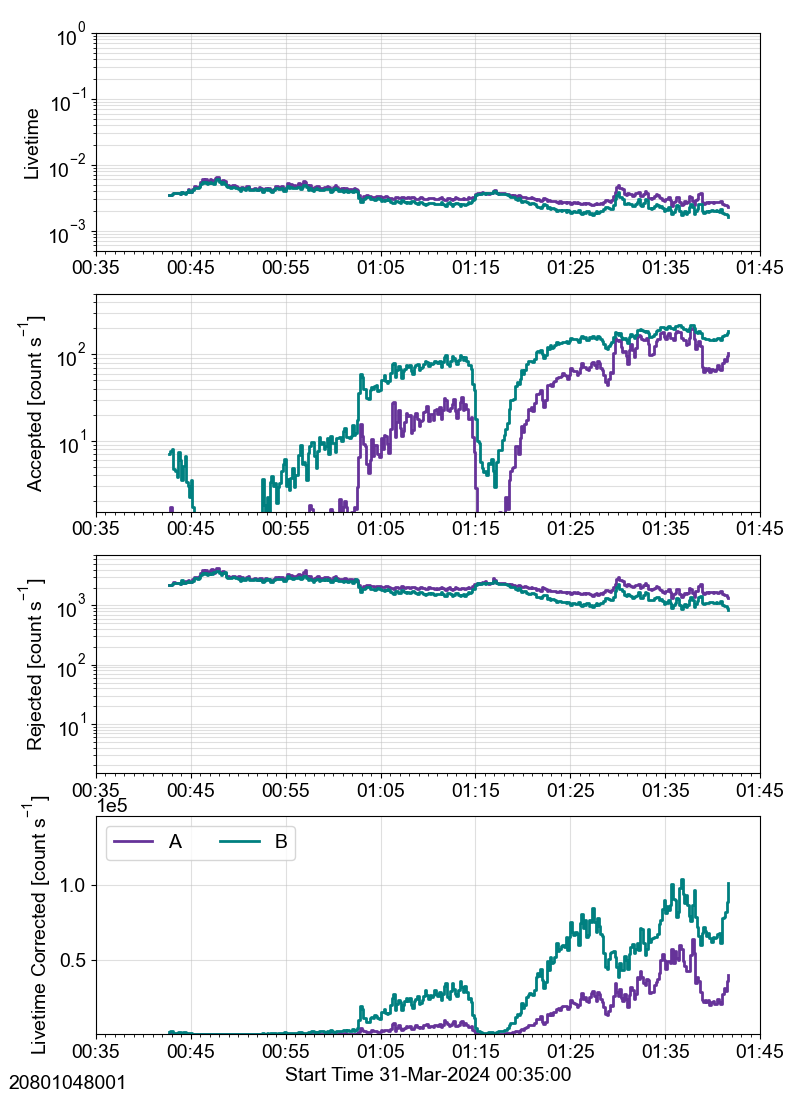 10^0
10^-1
10^-2
10^-3
Livetime
00:35 00:45 00:55 01:05 01:15 01:25 01:35 01:45
10^2
10^1
Accepted [count s^-1]
00:35 00:45 00:55 01:05 01:15 01:25 01:35 01:45
10^3
10^2
10^1
Rejected [count s^-1]
00:35 00:45 00:55 01:05 01:15 01:25 01:35 01:45
1e5
A B
1.0
0.5
Livetime Corrected [count s^-1]
00:35 00:45 00:55 01:05 01:15 01:25 01:35 01:45
Start Time 31-Mar-2024 00:35:00
20801048001